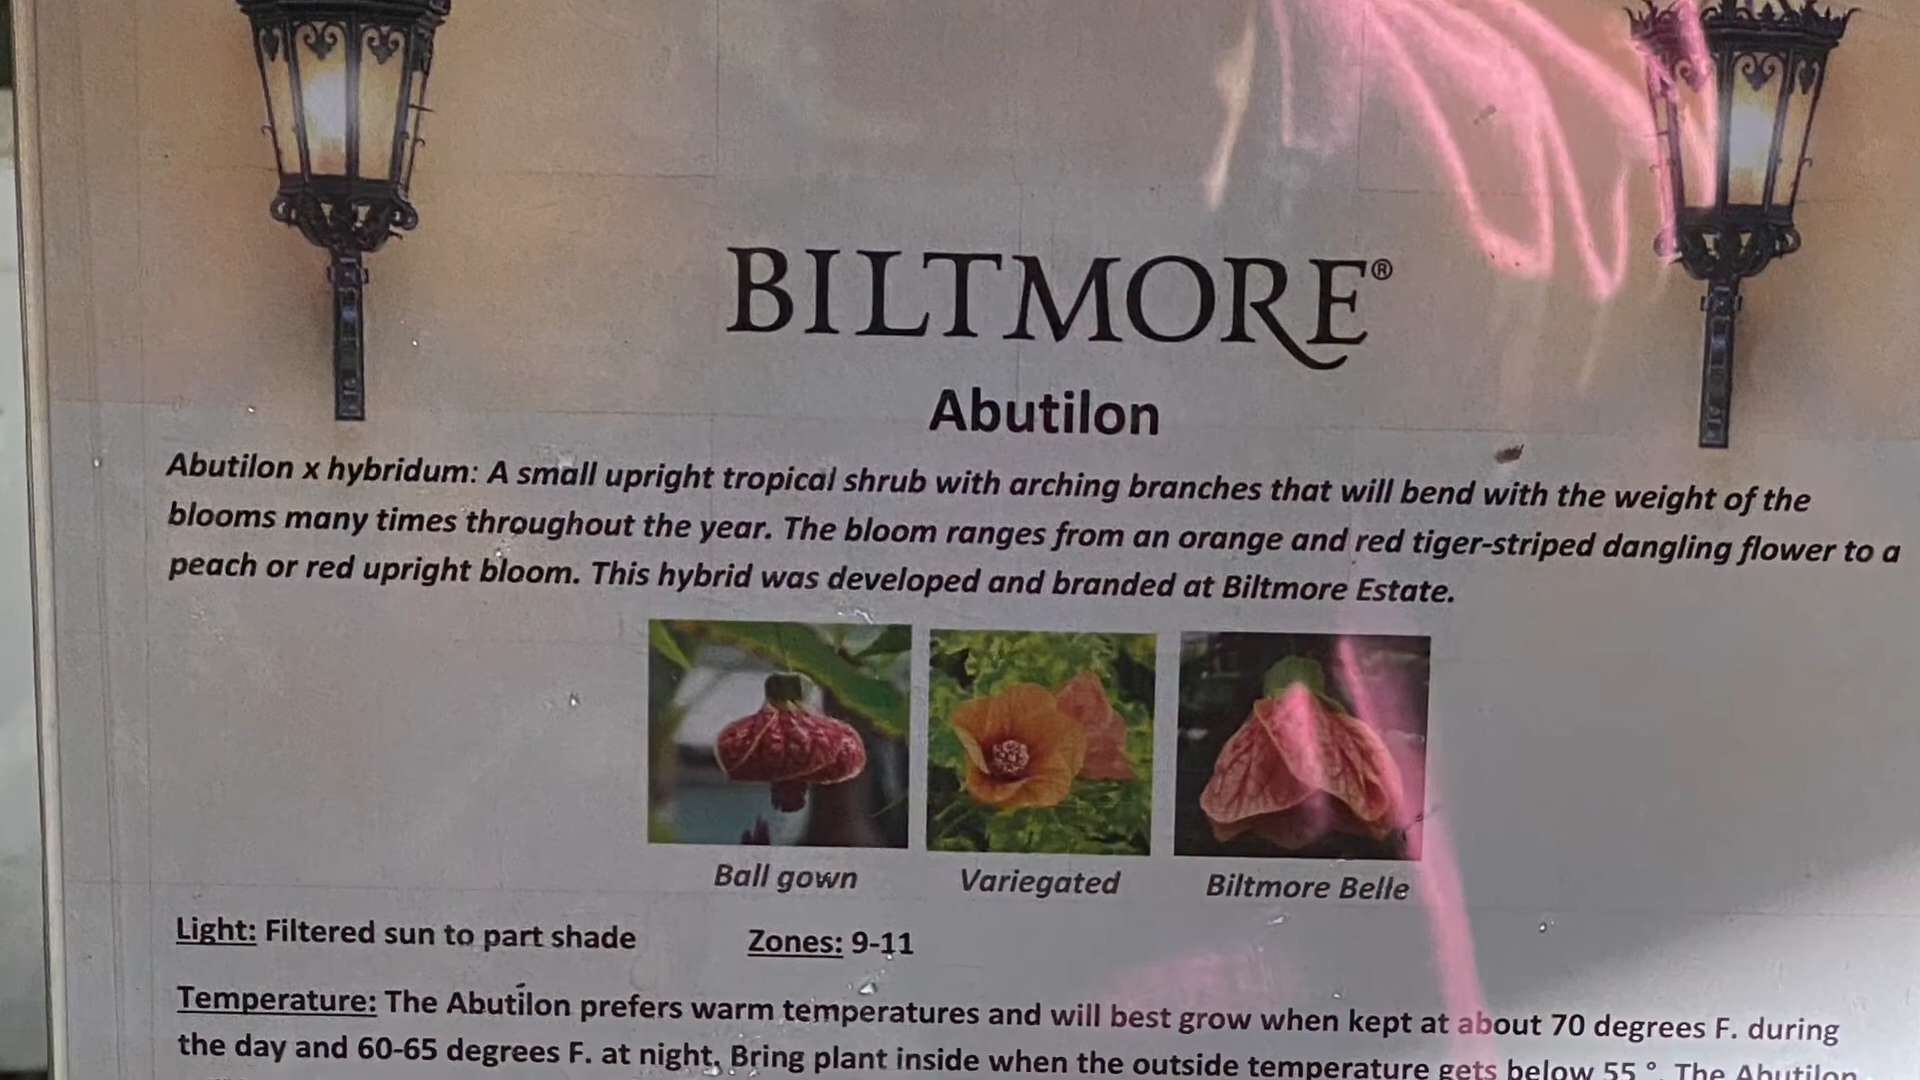 BILTMORE®
Abutilon
Abutilon x hybridum: A small upright tropical shrub with arching branches that will bend with the weight of the
blooms many times throughout the year. The bloom ranges from an orange and red tiger-striped dangling flower to a
peach or red upright bloom. This hybrid was developed and branded at Biltmore Estate.
Ball gown Variegated Biltmore Belle
Light: Filtered sun to part shade Zones: 9-11
Temperature: The Abutilon prefers warm temperatures and will best grow when kept at about 70 degrees F. during
the day and 60-65 degrees F. at night. Bring plant inside when the outside temperature gets below 55 °. The Abutilon